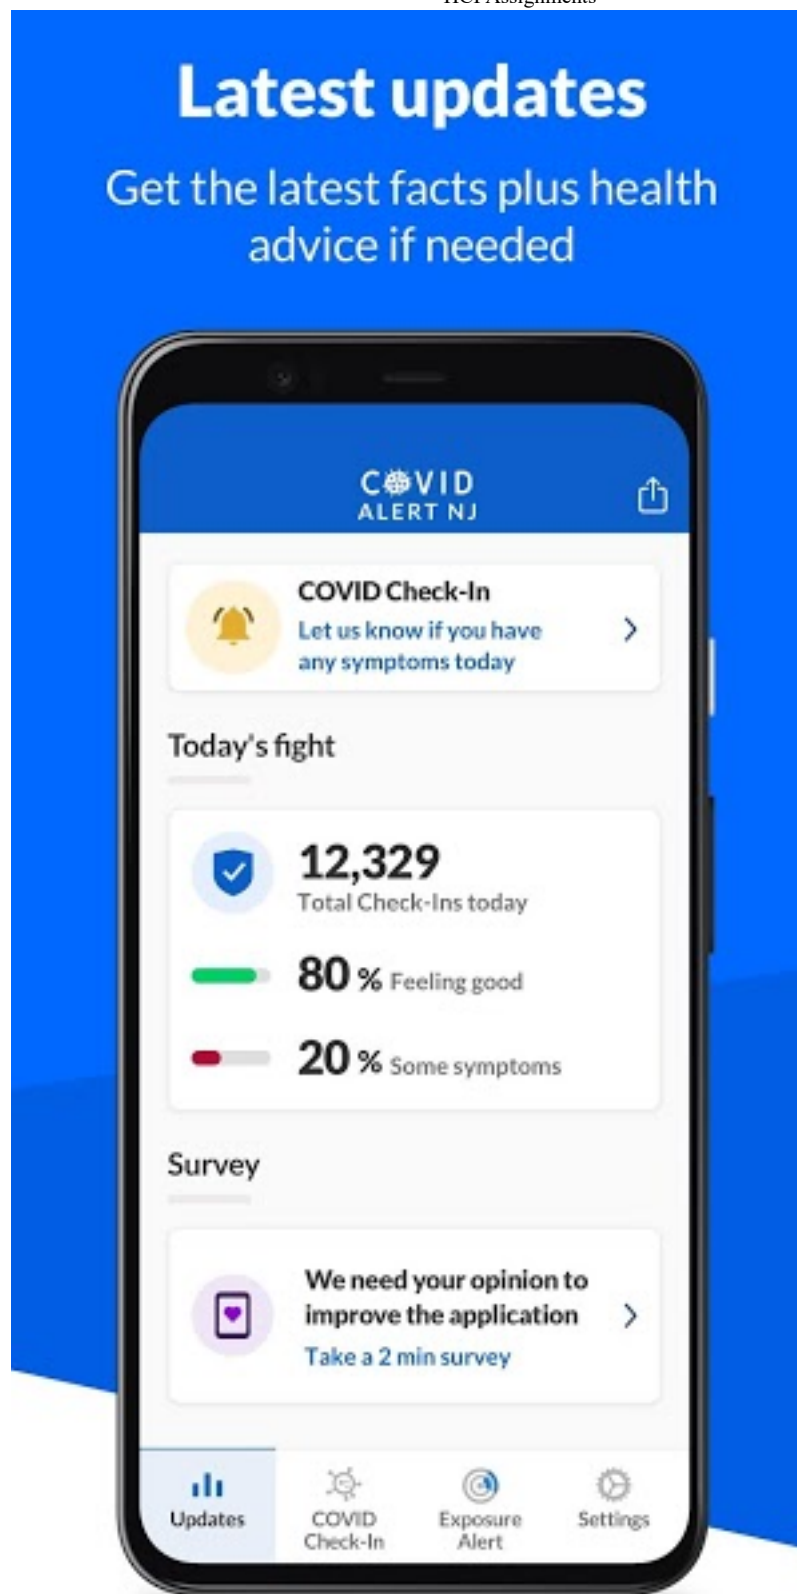 HCI Assignments
Latest updates
Get the latest facts plus health
advice if needed
COVID
ALERT NJ
COVID Check-In
Let us know if you have
any symptoms today
Today's fight
12,329
Total Check-Ins today
80 % Feeling good
20 % Some symptoms
Survey
We need your opinion to
improve the application
Take a 2 min survey
Updates
COVID
Check-In
Exposure
Alert
Settings